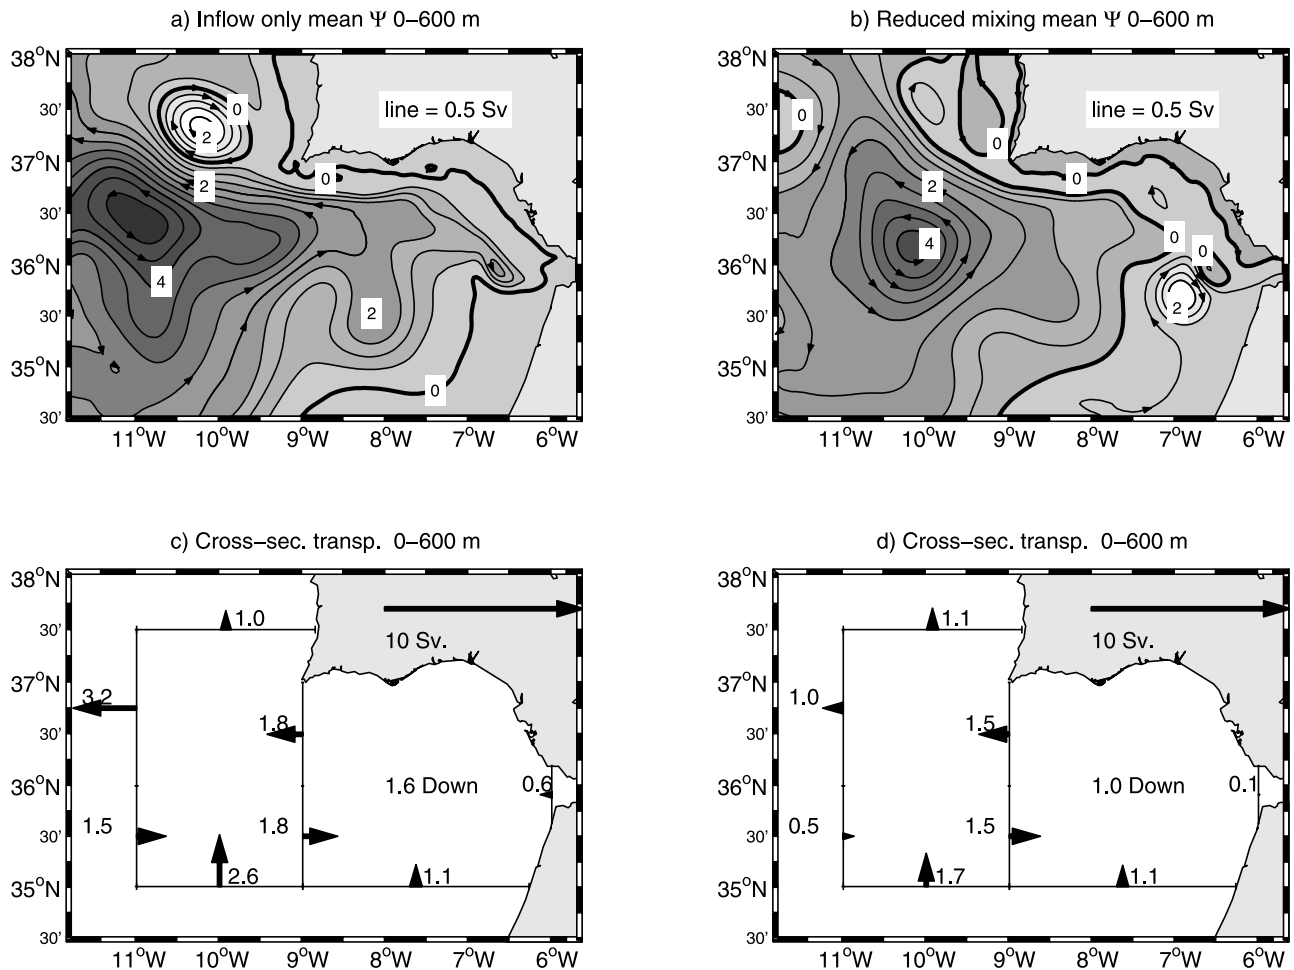 a) Inflow only mean Ψ 0–600 m
38°N
30'
37°N
30'
36°N
30'
35°N
30'
11°W 10°W 9°W 8°W 7°W 6°W
line = 0.5 Sv
0
2
2
0
4
2
0
b) Reduced mixing mean Ψ 0–600 m
38°N
30'
37°N
30'
36°N
30'
35°N
30'
11°W 10°W 9°W 8°W 7°W 6°W
line = 0.5 Sv
0
0
2
0
4
0
0
2
c) Cross–sec. transp. 0–600 m
38°N
30'
37°N
30'
36°N
30'
35°N
30'
11°W 10°W 9°W 8°W 7°W 6°W
1.0
10 Sv.
3.2
1.8
1.6 Down
0.6
1.5
1.8
2.6
1.1
d) Cross–sec. transp. 0–600 m
38°N
30'
37°N
30'
36°N
30'
35°N
30'
11°W 10°W 9°W 8°W 7°W 6°W
1.1
10 Sv.
1.0
1.5
1.0 Down
0.1
0.5
1.5
1.7
1.1